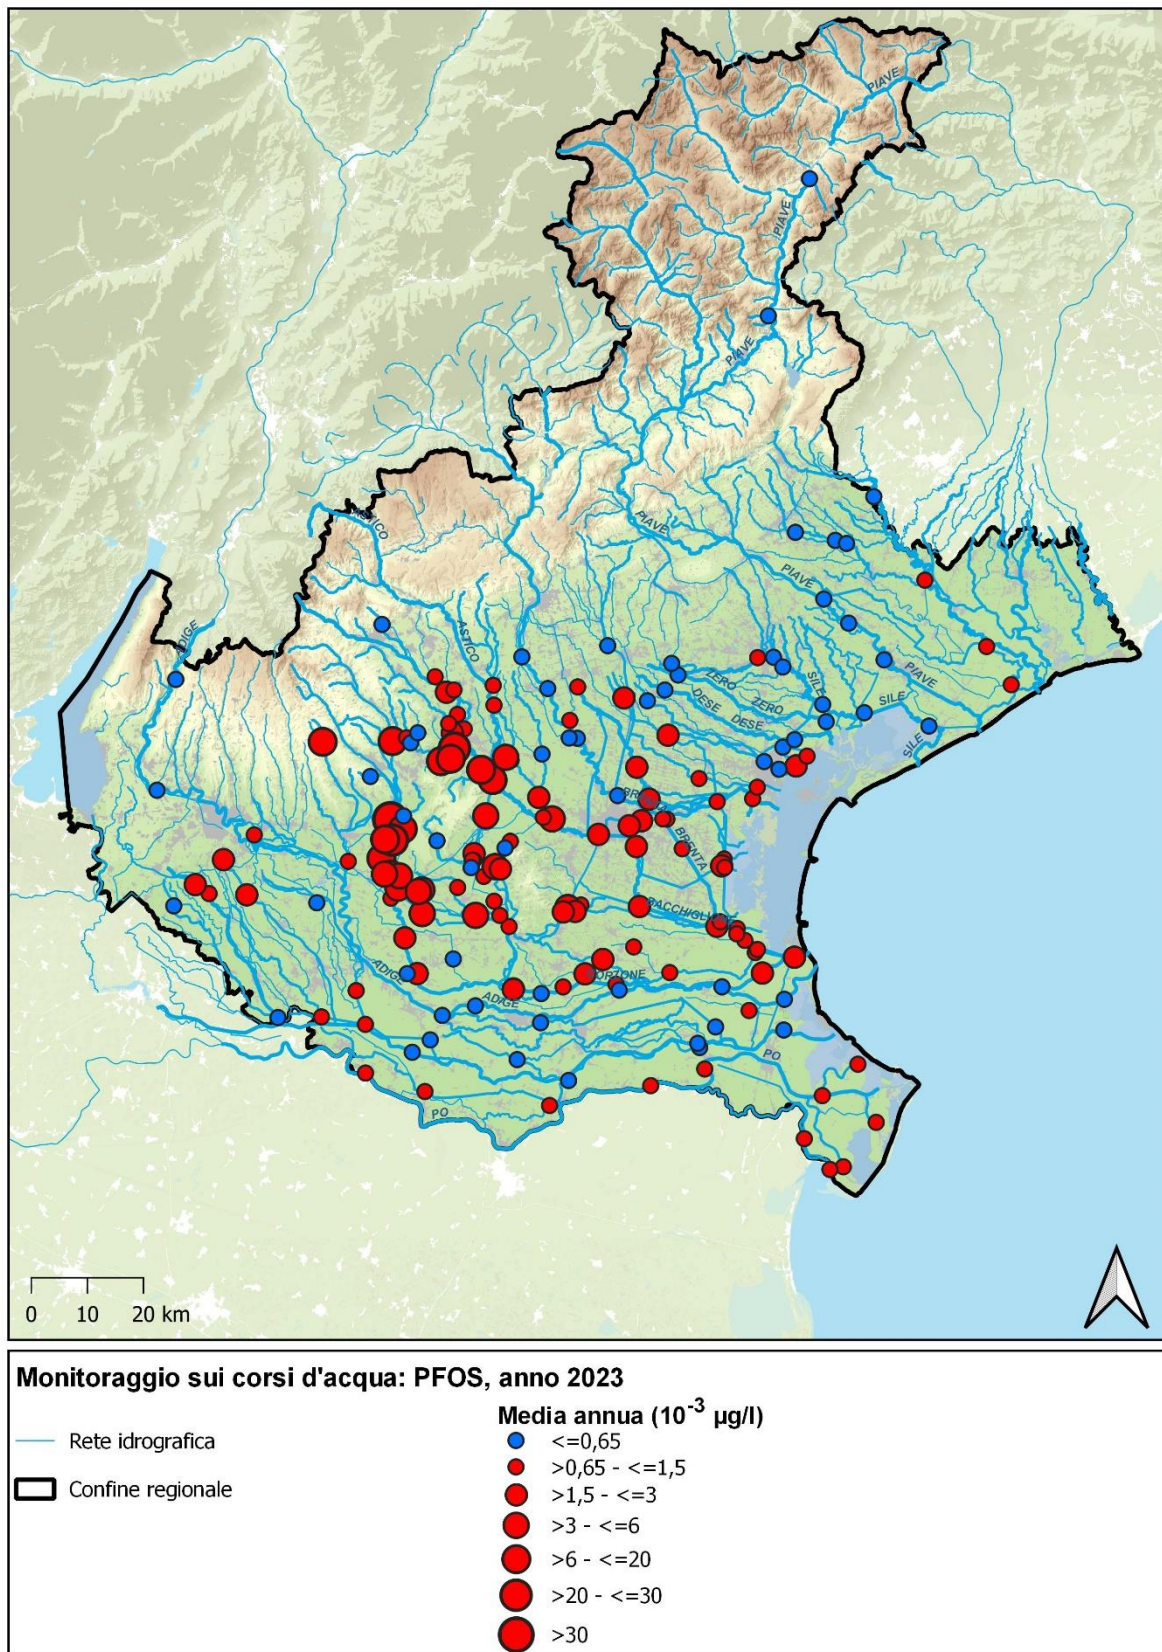 PIAVE
PIAVE
PIAVE
PIAVE
ASTICO
PIAVE
ADIGE
ASTICO
ZERO
SILE
PIAVE
DESE
ZERO
SILE
DESE
SILE
BRENTA
BRENTA
BACCHIGLIONE
ADIGE
GORZONE
ADIGE
PO
PO
0 10 20 km
Monitoraggio sui corsi d'acqua: PFOS, anno 2023
Rete idrografica
Confine regionale
Media annua (10-3 µg/l)
<=0,65
>0,65 - <=1,5
>1,5 - <=3
>3 - <=6
>6 - <=20
>20 - <=30
>30